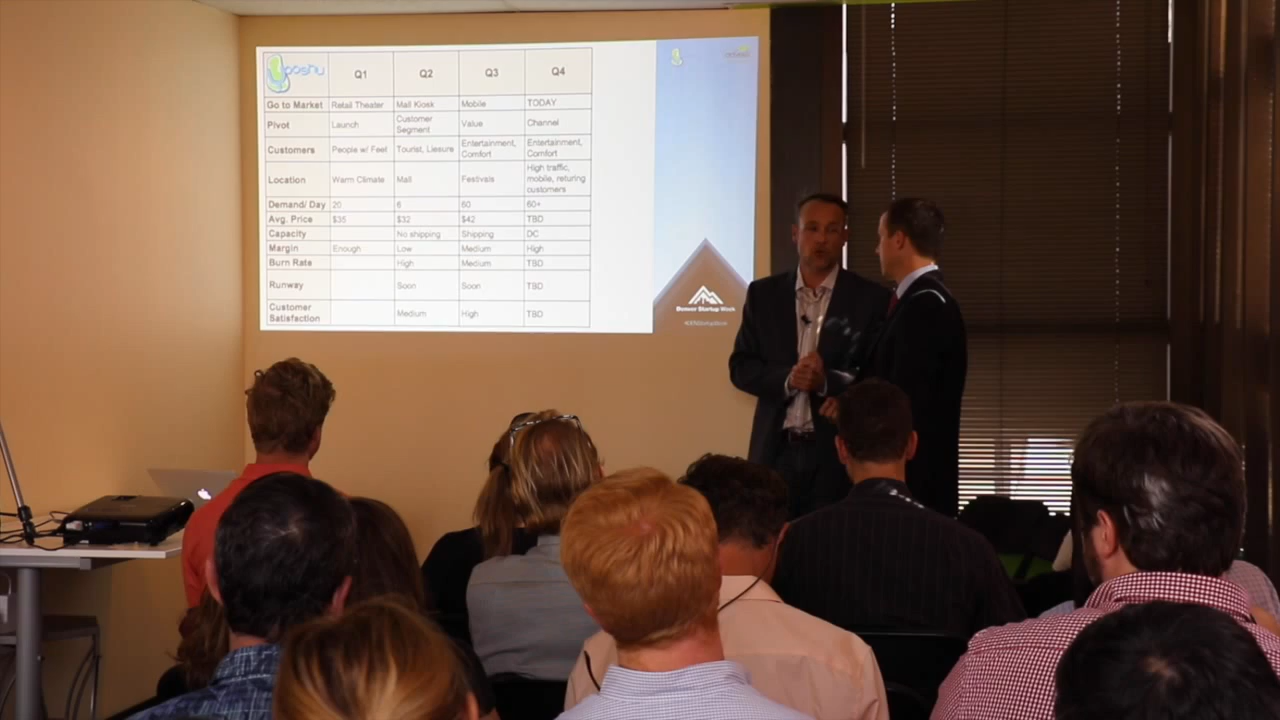 poshu Q1 Q2 Q3 Q4
Go to Market Retail Theater Mall Kiosk Mobile TODAY
Pivot Launch Customer Segment Value Channel
Customers People w/ Feet Tourist, Liesure Entertainment, Comfort Entertainment, Comfort
Location Warm Climate Mall Festivals High traffic, mobile, returing customers
Demand/ Day 20 6 60 60+
Avg. Price $35 $32 $42 TBD
Capacity No shipping Shipping DC
Margin Enough Low Medium High
Burn Rate High Medium TBD
Runway Soon Soon TBD
Customer Satisfaction Medium High TBD
Denver Startup Week